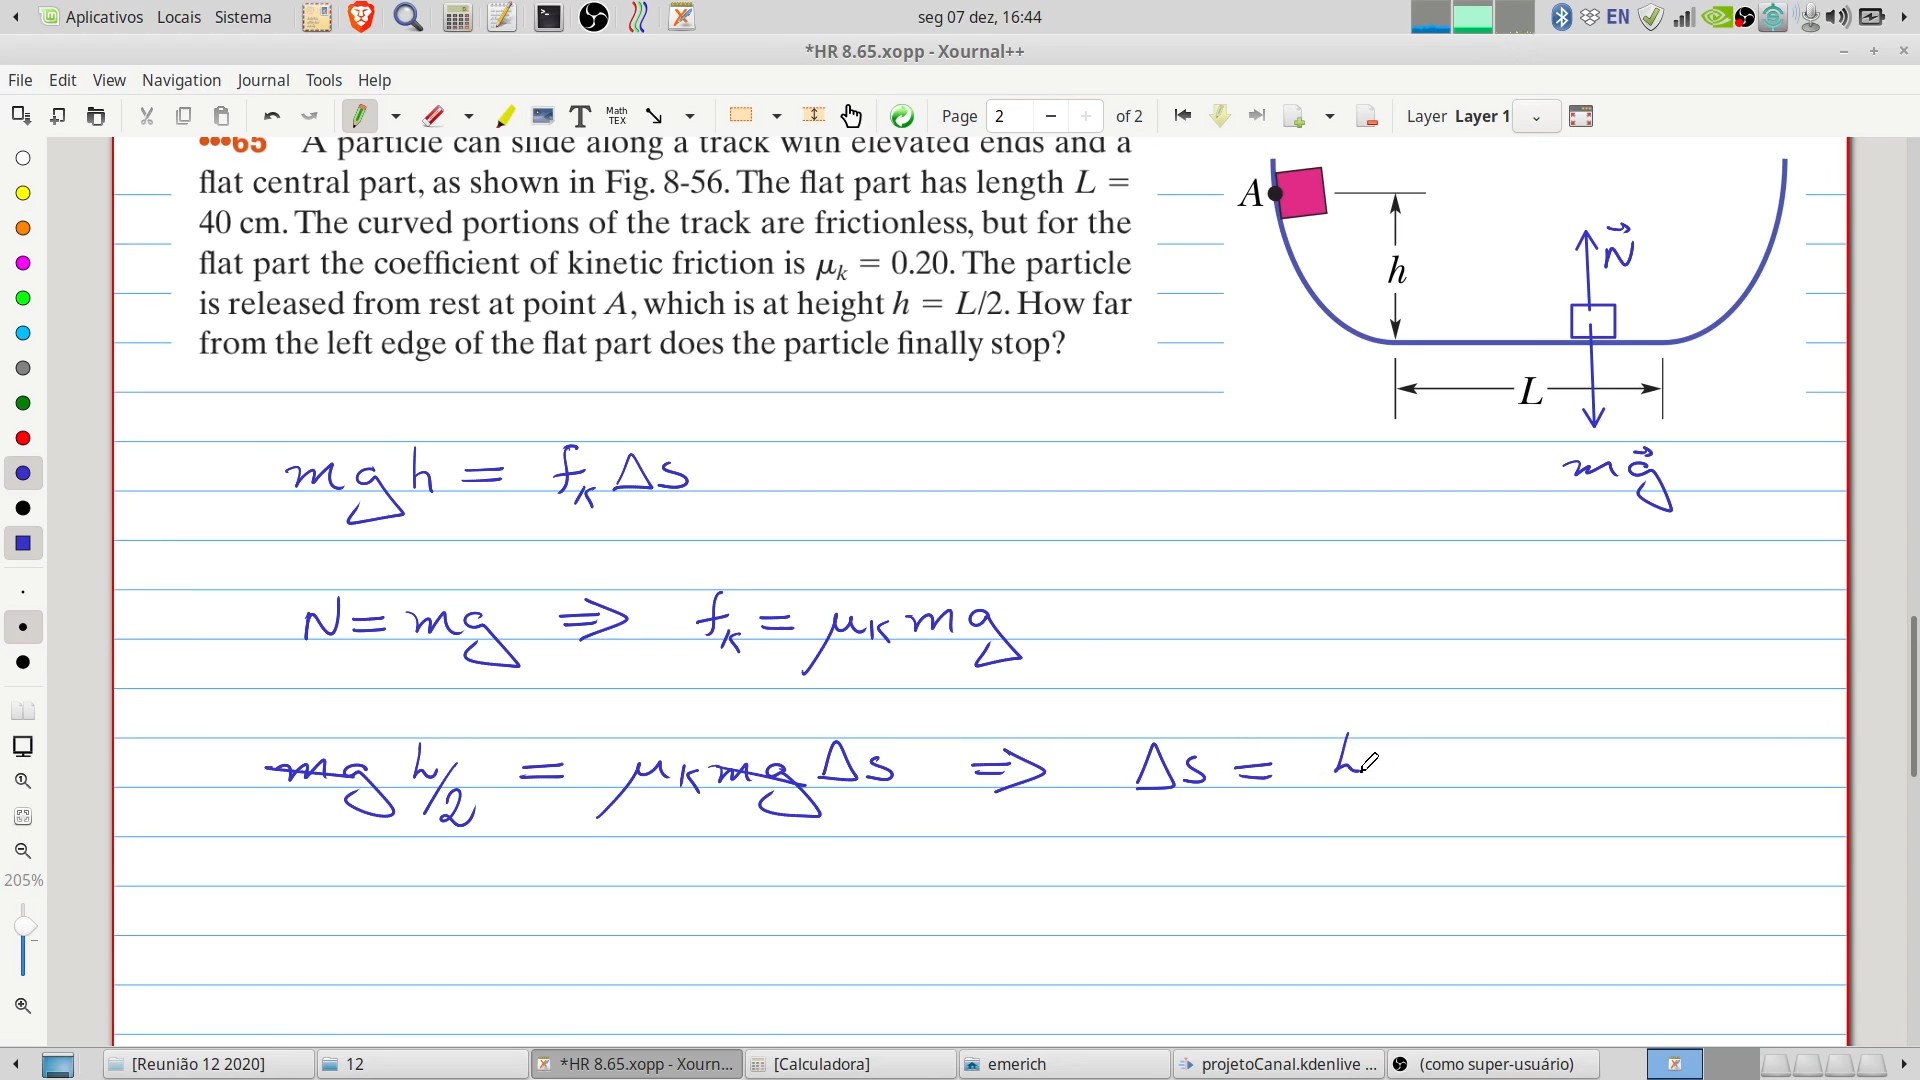 Aplicativos Locais Sistema seg 07 dez, 16:44 EN
*HR 8.65.xopp - Xournal++
File Edit View Navigation Journal Tools Help
Math TEX Page 2 of 2 Layer Layer 1
•••65 A particle can slide along a track with elevated ends and a
flat central part, as shown in Fig. 8-56. The flat part has length L =
40 cm. The curved portions of the track are frictionless, but for the
flat part the coefficient of kinetic friction is μk = 0.20. The particle
is released from rest at point A, which is at height h = L/2. How far
from the left edge of the flat part does the particle finally stop?
A
h
N⃗
L
mg⃗
mgh = fk Δs
N = mg ⇒ fk = μk mg
mg h/2 = μk mg Δs ⇒ Δs = h
205%
[Reunião 12 2020] 12 *HR 8.65.xopp - Xourn... [Calculadora] emerich projetoCanal.kdenlive ... (como super-usuário)